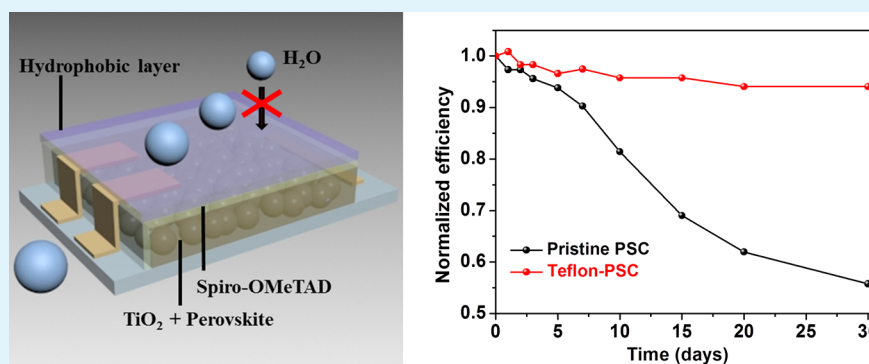 H₂O
Hydrophobic layer
Spiro-OMeTAD
TiO₂ + Perovskite
Normalized efficiency
1.0
0.9
0.8
0.7
0.6
0.5
Pristine PSC
Teflon-PSC
0 5 10 15 20 25 30
Time (days)